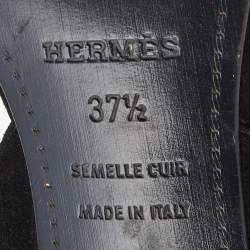 HERMÈS
37½
SEMELLE CUIR
MADE IN ITALY